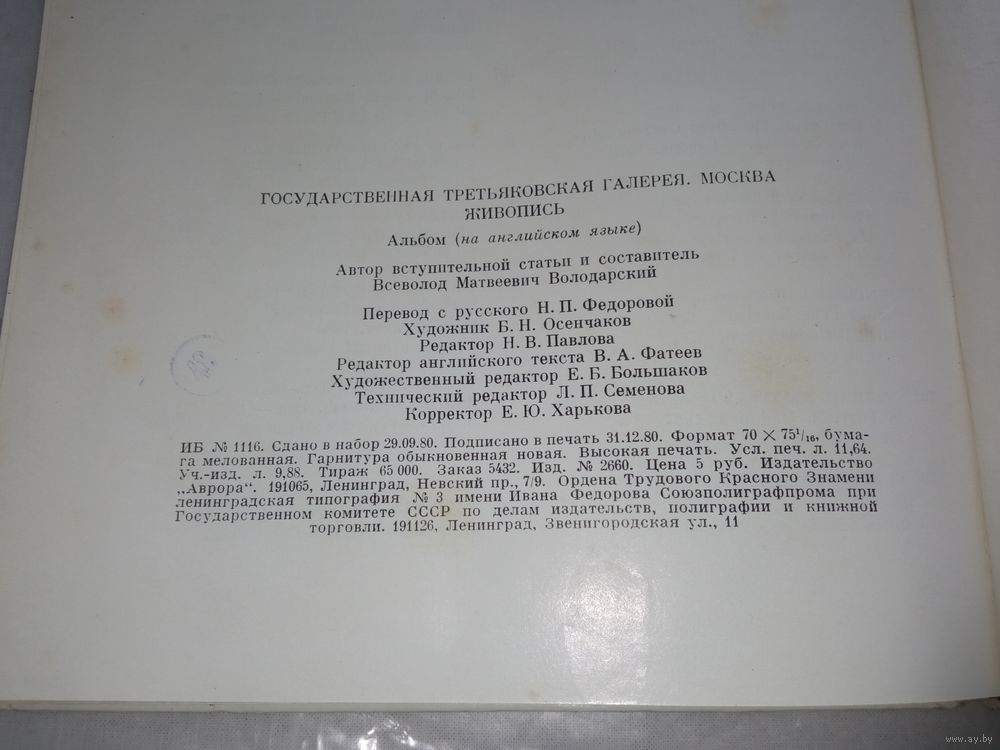 ГОСУДАРСТВЕННАЯ ТРЕТЬЯКОВСКАЯ ГАЛЕРЕЯ. МОСКВА
ЖИВОПИСЬ
Альбом (на английском языке)
Автор вступительной статьи и составитель
Всеволод Матвеевич Володарский
Перевод с русского Н. П. Федоровой
Художник Б. Н. Осенчаков
Редактор Н. В. Павлова
Редактор английского текста В. А. Фатеев
Художественный редактор Е. Б. Большаков
Технический редактор Л. П. Семенова
Корректор Е. Ю. Харькова
ИБ № 1116. Сдано в набор 29.09.80. Подписано в печать 31.12.80. Формат 70 × 75¹/₁₆, бума-
га мелованная. Гарнитура обыкновенная новая. Высокая печать. Усл. печ. л. 11,64.
Уч.-изд. л. 9,88. Тираж 65 000. Заказ 5432. Изд. № 2660. Цена 5 руб. Издательство
„Аврора“. 191065, Ленинград, Невский пр., 7/9. Ордена Трудового Красного Знамени
ленинградская типография № 3 имени Ивана Федорова Союзполиграфпрома при
Государственном комитете СССР по делам издательств, полиграфии и книжной
торговли. 191126, Ленинград, Звенигородская ул., 11
www.ay.by